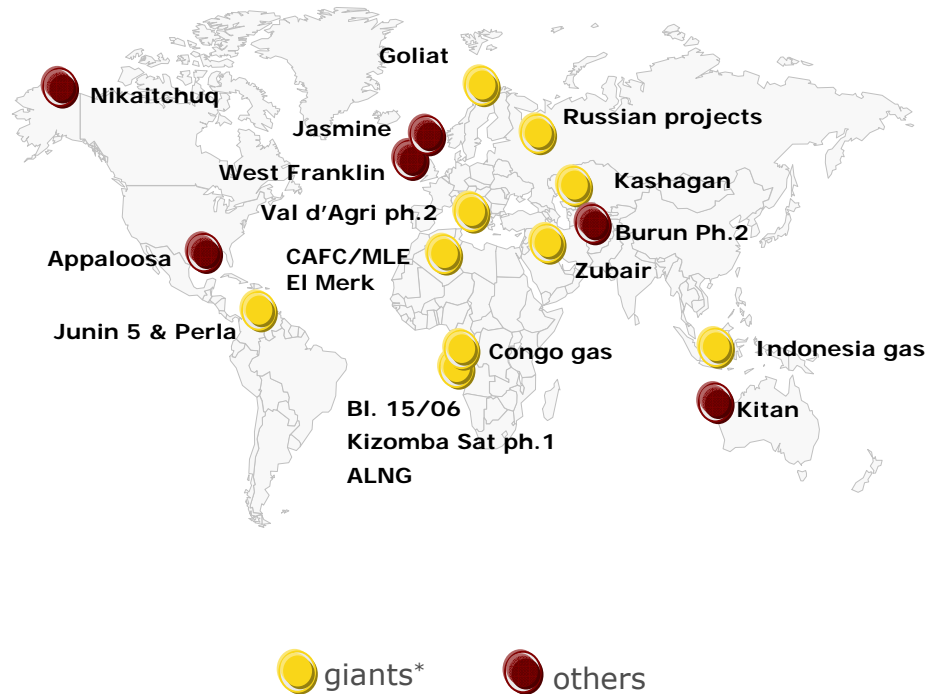 Goliat
Nikaitchuq
Russian projects
Jasmine
West Franklin
Kashagan
Val d'Agri ph.2
Burun Ph.2
Appaloosa
CAFC/MLE
El Merk
Zubair
Junin 5 & Perla
Congo gas
Indonesia gas
Bl. 15/06
Kitan
Kizomba Sat ph.1
ALNG
giants*
others